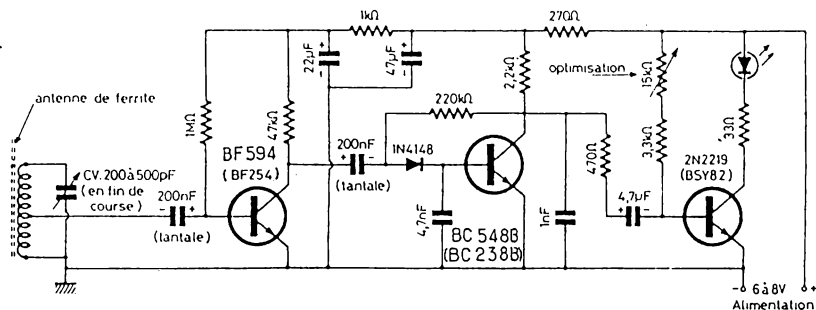 1kΩ
270Ω
22µF
+
-
47µF
+
-
2,2kΩ
optimisation
15kΩ
antenne de ferrite
1MΩ
47kΩ
220kΩ
33Ω
BF594
(BF254)
200nF
+
-
(tantale)
1N4148
470Ω
3,3kΩ
2N2219
(BSY82)
CV. 200 à 500pF
(en fin de
course)
200nF
-
+
(tantale)
4,7nF
BC 548B
(BC 238B)
1nF
4,7µF
+
-
- 6 à 8V +
Alimentation